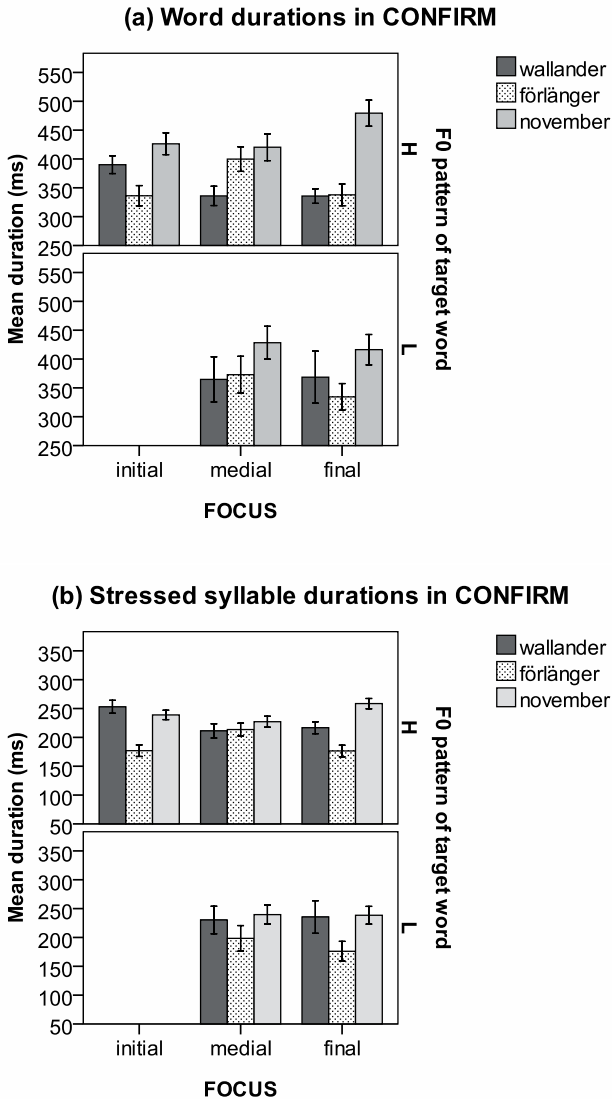 (a) Word durations in CONFIRM
wallander
förlänger
november
Mean duration (ms)
550
500
450
400
350
300
250
H
550
500
450
400
350
300
250
L
F0 pattern of target word
initial medial final
FOCUS
(b) Stressed syllable durations in CONFIRM
wallander
förlänger
november
Mean duration (ms)
350
300
250
200
150
100
50
H
350
300
250
200
150
100
50
L
F0 pattern of target word
initial medial final
FOCUS